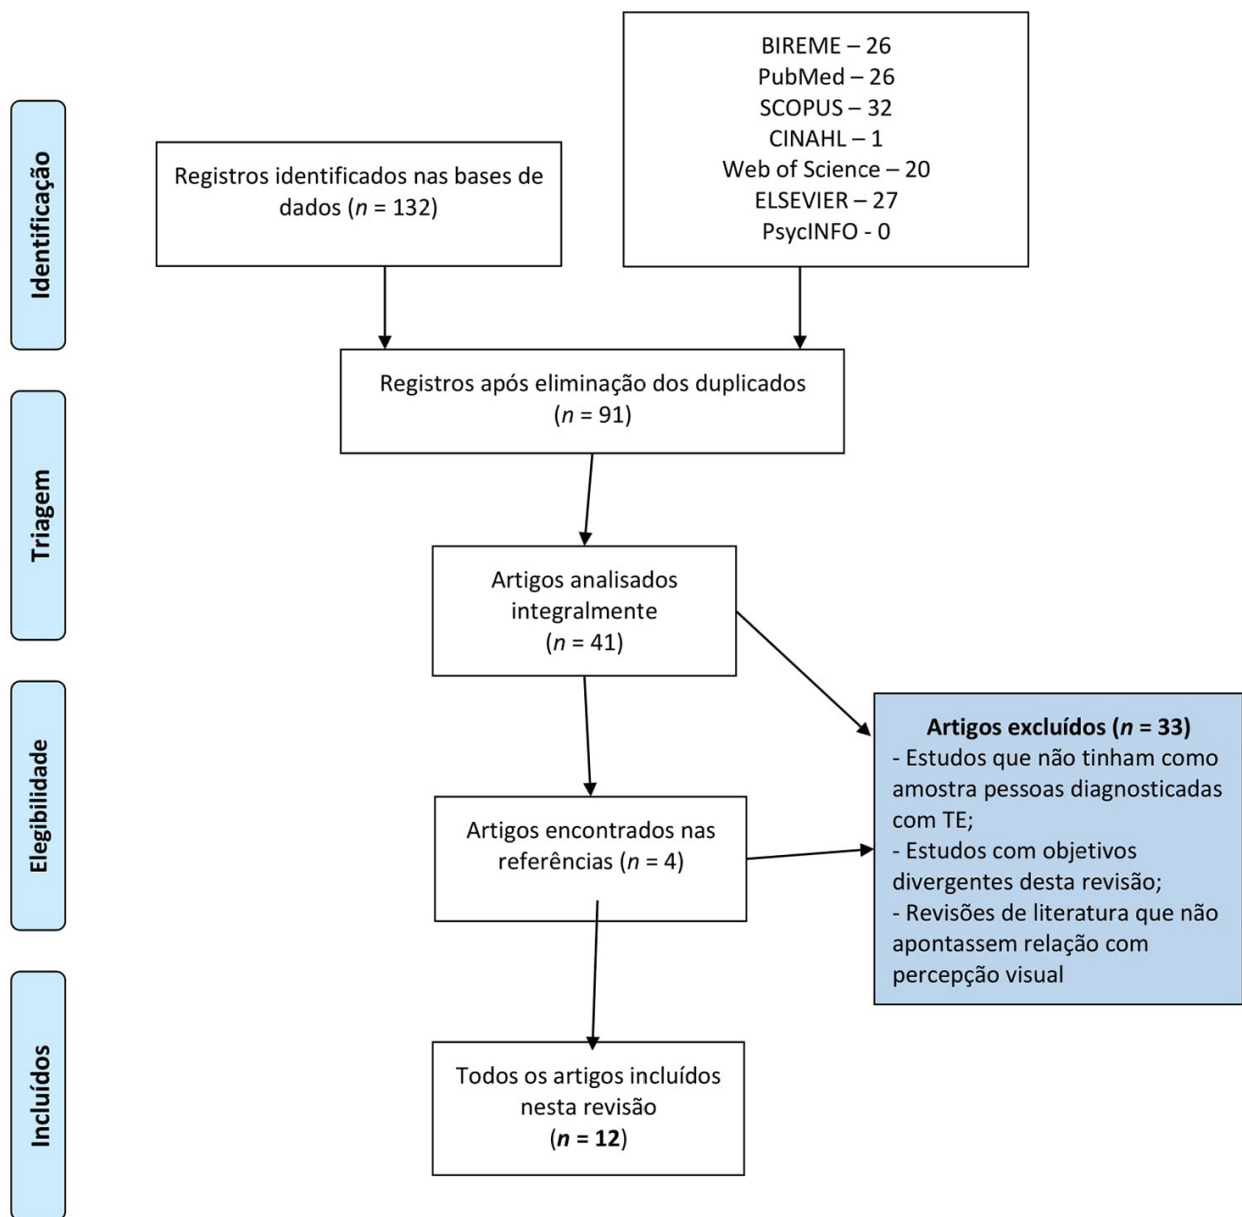 Identificação
Registros identificados nas bases de
dados (n = 132)
BIREME – 26
PubMed – 26
SCOPUS – 32
CINAHL – 1
Web of Science – 20
ELSEVIER – 27
PsycINFO - 0
Registros após eliminação dos duplicados
(n = 91)
Triagem
Artigos analisados
integralmente
(n = 41)
Elegibilidade
Artigos encontrados nas
referências (n = 4)
Artigos excluídos (n = 33)
- Estudos que não tinham como
amostra pessoas diagnosticadas
com TE;
- Estudos com objetivos
divergentes desta revisão;
- Revisões de literatura que não
apontassem relação com
percepção visual
Incluídos
Todos os artigos incluídos
nesta revisão
(n = 12)